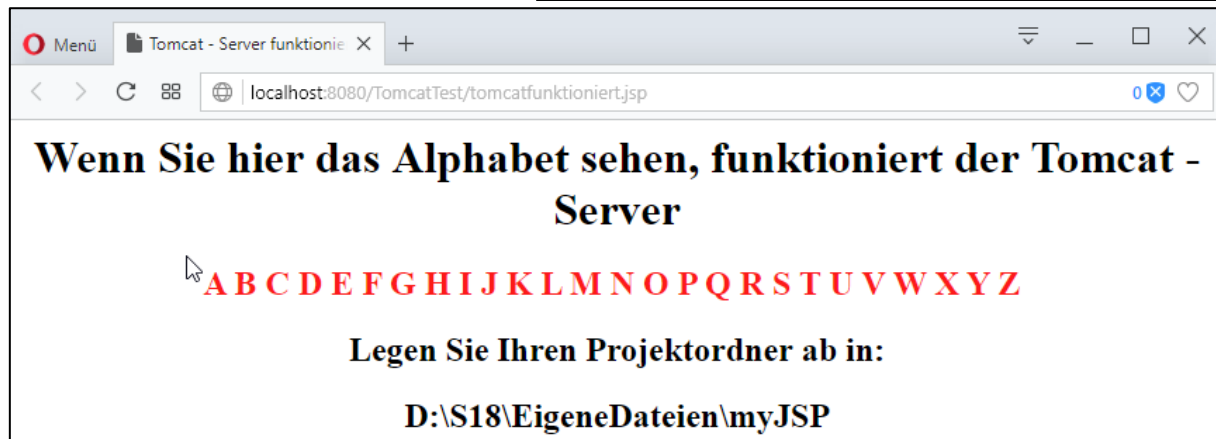 Menü
Tomcat - Server funktionie
localhost:8080/TomcatTest/tomcatfunktioniert.jsp
0
Wenn Sie hier das Alphabet sehen, funktioniert der Tomcat -
Server
A B C D E F G H I J K L M N O P Q R S T U V W X Y Z
Legen Sie Ihren Projektordner ab in:
D:\S18\EigeneDateien\myJSP